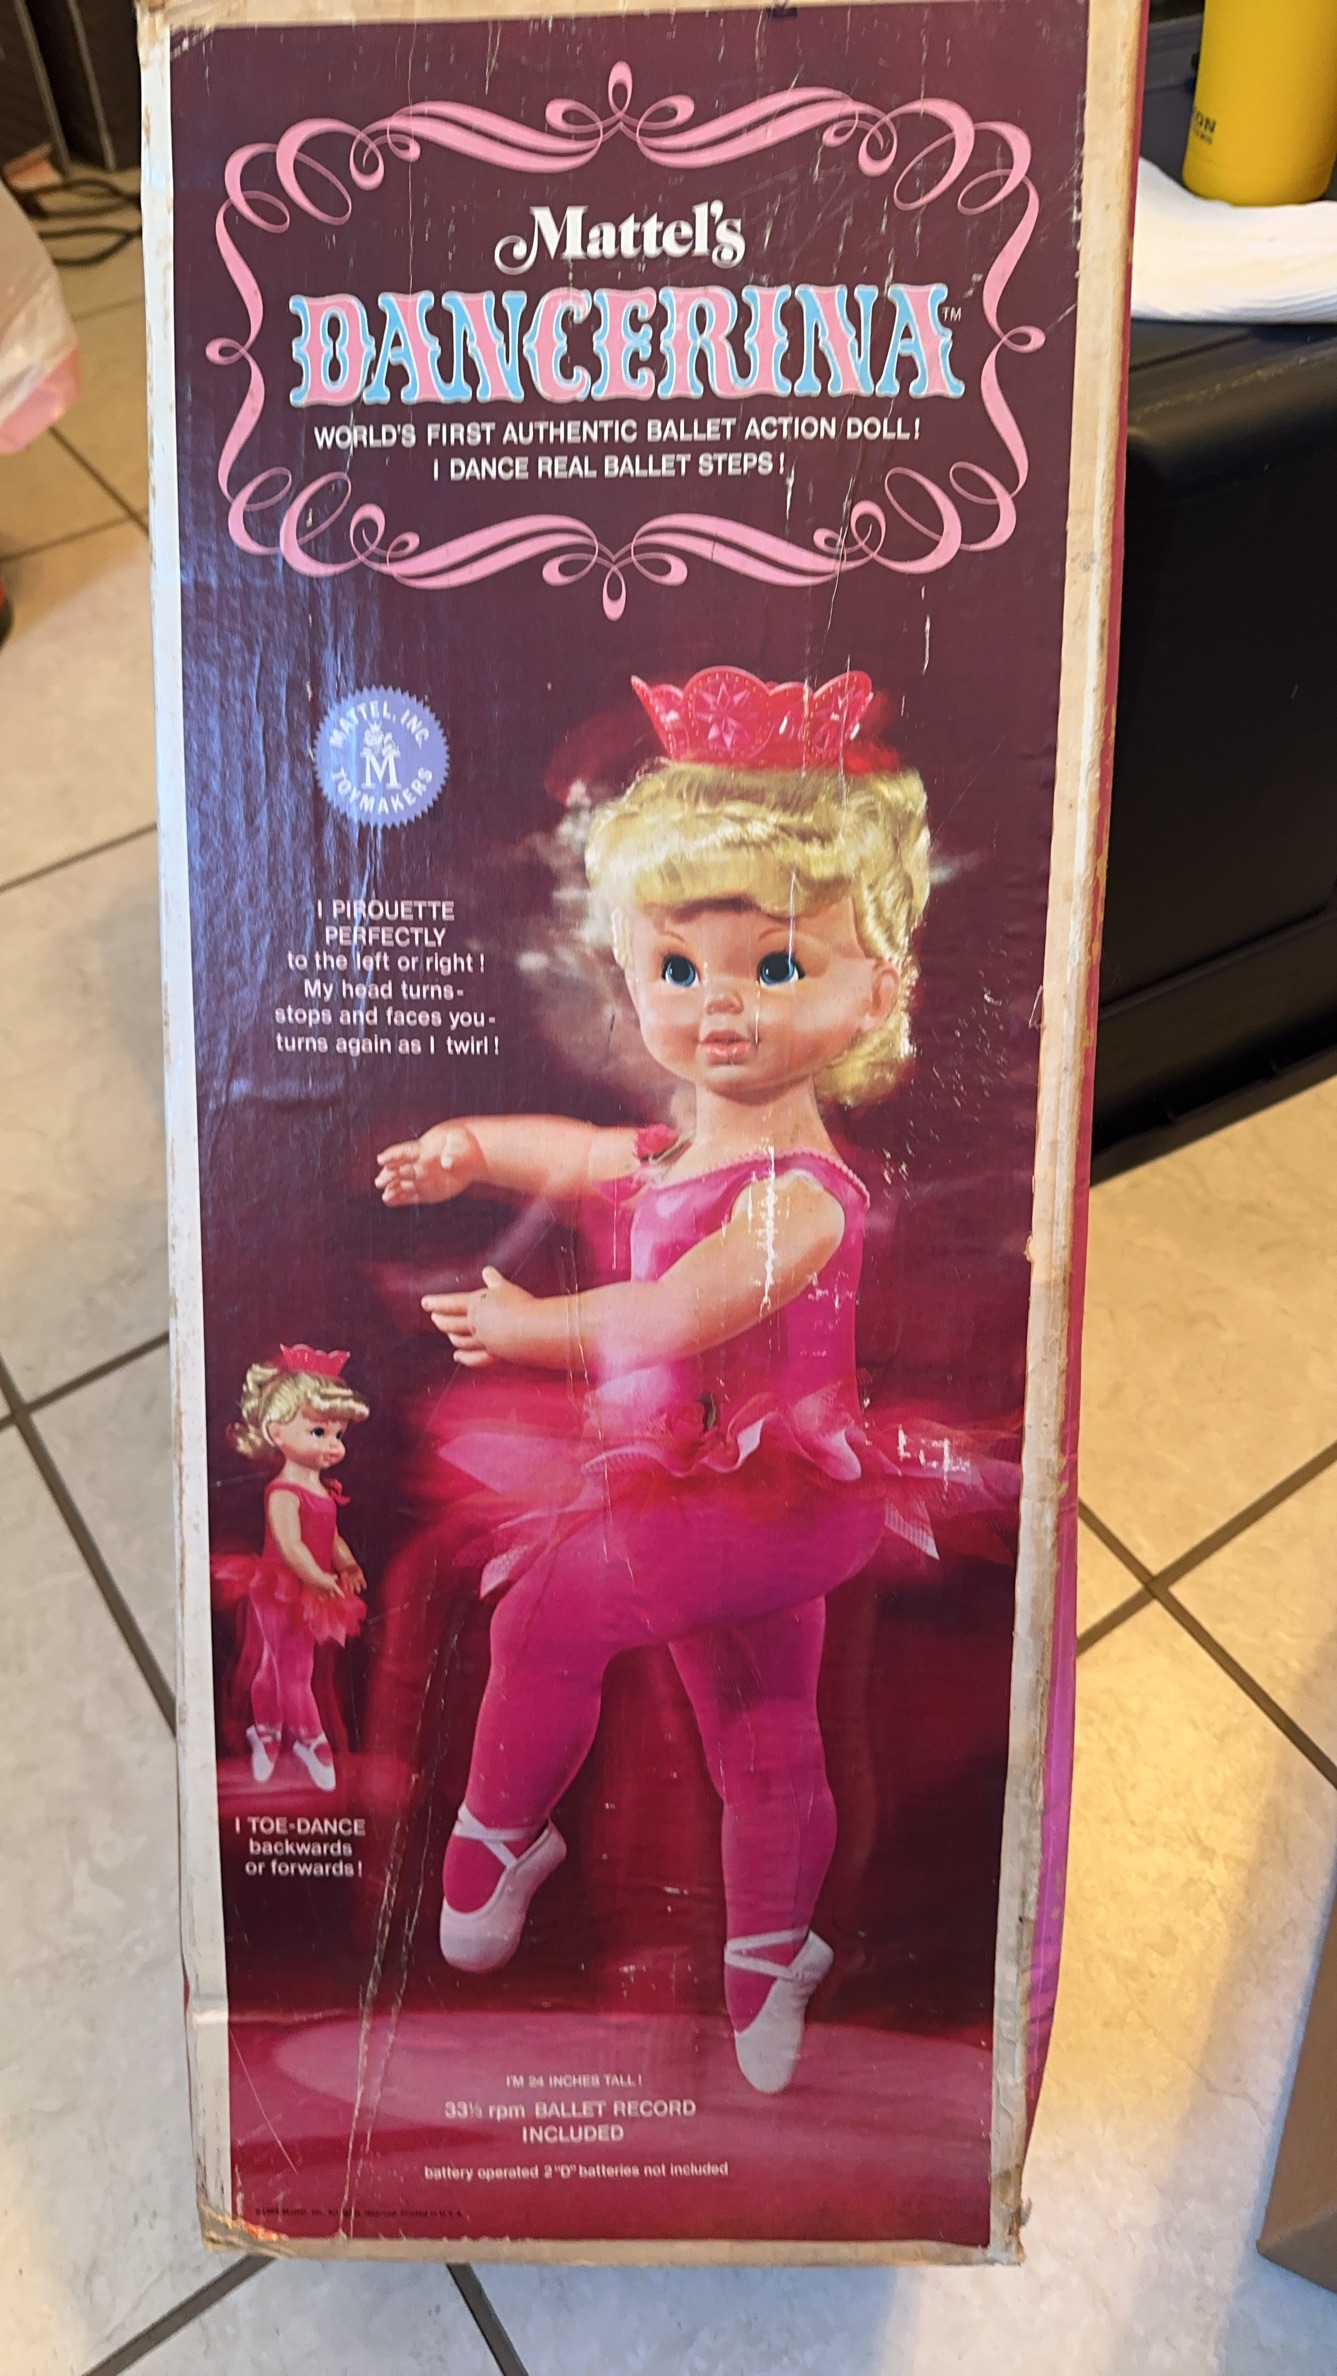 Mattel's
DANCERINA™
WORLD'S FIRST AUTHENTIC BALLET ACTION DOLL!
I DANCE REAL BALLET STEPS!
MATTEL, INC.
M
TOYMAKERS
I PIROUETTE
PERFECTLY
to the left or right!
My head turns-
stops and faces you-
turns again as I twirl!
I TOE-DANCE
backwards
or forwards!
I'M 24 INCHES TALL!
33⅓ rpm BALLET RECORD
INCLUDED
battery operated 2 "D" batteries not included